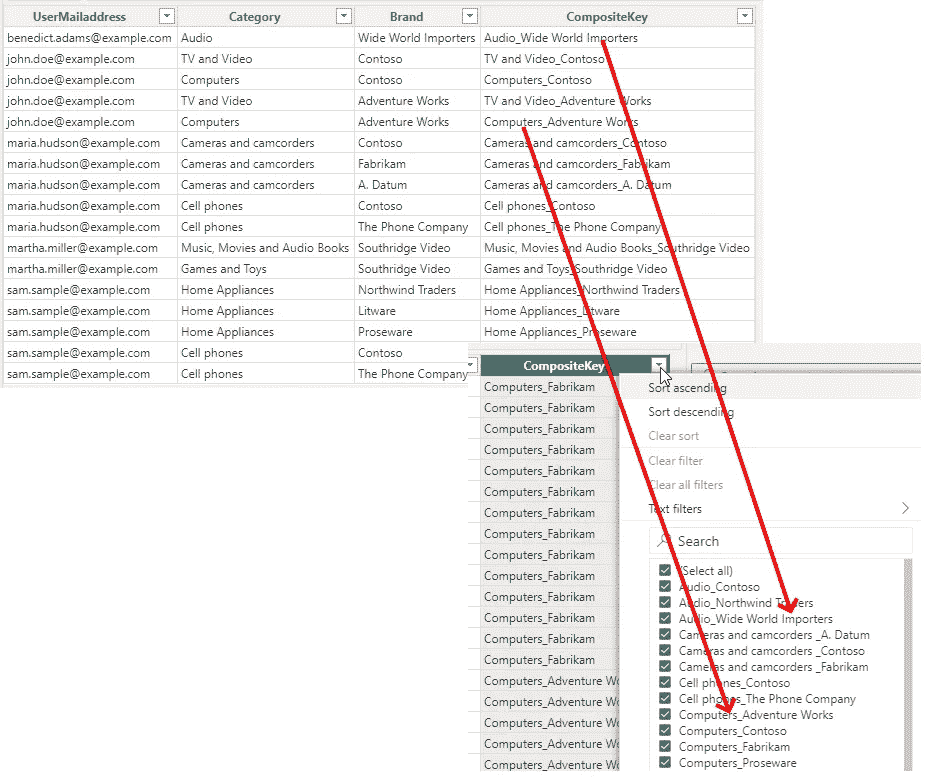 UserMailaddress Category Brand CompositeKey
benedict.adams@example.com Audio Wide World Importers Audio_Wide World Importers
john.doe@example.com TV and Video Contoso TV and Video_Contoso
john.doe@example.com Computers Contoso Computers_Contoso
john.doe@example.com TV and Video Adventure Works TV and Video_Adventure Works
john.doe@example.com Computers Adventure Works Computers_Adventure Works
maria.hudson@example.com Cameras and camcorders Contoso Cameras and camcorders_Contoso
maria.hudson@example.com Cameras and camcorders Fabrikam Cameras and camcorders_Fabrikam
maria.hudson@example.com Cameras and camcorders A. Datum Cameras and camcorders_A. Datum
maria.hudson@example.com Cell phones Contoso Cell phones_Contoso
maria.hudson@example.com Cell phones The Phone Company Cell phones_The Phone Company
martha.miller@example.com Music, Movies and Audio Books Southridge Video Music, Movies and Audio Books_Southridge Video
martha.miller@example.com Games and Toys Southridge Video Games and Toys_Southridge Video
sam.sample@example.com Home Appliances Northwind Traders Home Appliances_Northwind Traders
sam.sample@example.com Home Appliances Litware Home Appliances_Litware
sam.sample@example.com Home Appliances Proseware Home Appliances_Proseware
sam.sample@example.com Cell phones Contoso
sam.sample@example.com Cell phones The Phone Company
CompositeKey
Computers_Fabrikam
Computers_Fabrikam
Computers_Fabrikam
Computers_Fabrikam
Computers_Fabrikam
Computers_Fabrikam
Computers_Fabrikam
Computers_Fabrikam
Computers_Fabrikam
Computers_Fabrikam
Computers_Fabrikam
Computers_Fabrikam
Computers_Fabrikam
Computers_Fabrikam
Computers_Adventure Wo
Computers_Adventure Wo
Computers_Adventure Wo
Computers_Adventure Wo
Computers_Adventure Wo
Sort ascending
Sort descending
Clear sort
Clear filter
Clear all filters
Text filters
Search
(Select all)
Audio_Contoso
Audio_Northwind Traders
Audio_Wide World Importers
Cameras and camcorders _A. Datum
Cameras and camcorders _Contoso
Cameras and camcorders _Fabrikam
Cell phones_Contoso
Cell phones_The Phone Company
Computers_Adventure Works
Computers_Contoso
Computers_Fabrikam
Computers_Proseware